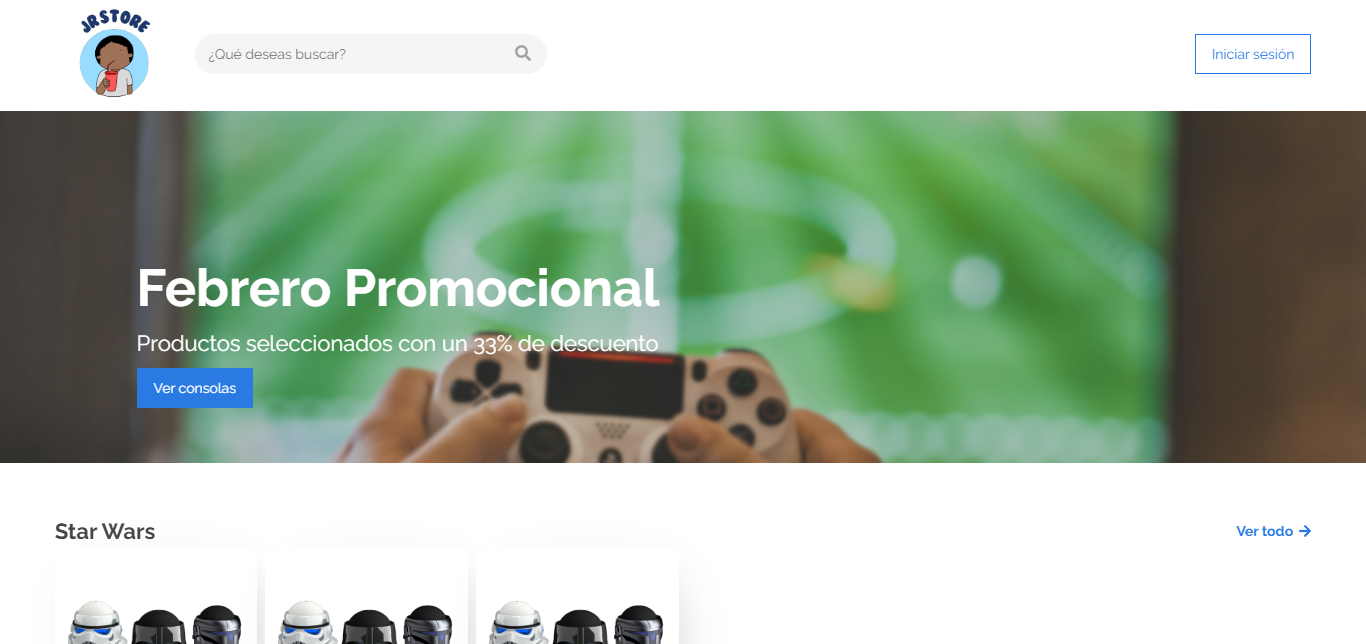 JRSTORE
¿Qué deseas buscar?
Iniciar sesión
Febrero Promocional
Productos seleccionados con un 33% de descuento
Ver consolas
Star Wars
Ver todo